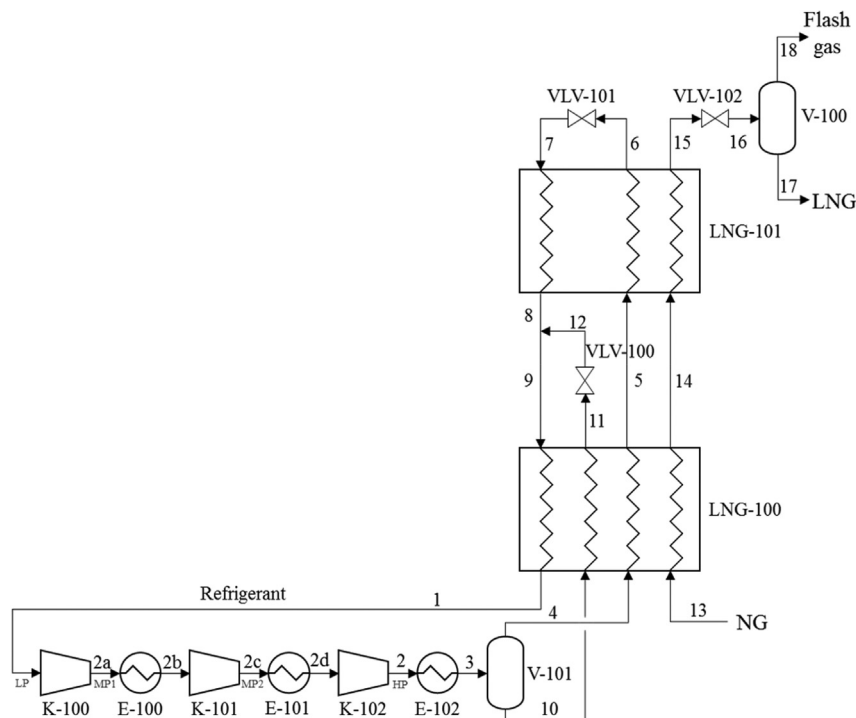 Flash
gas
18
VLV-101
VLV-102
V-100
7
6
15
16
17
LNG
LNG-101
8
12
VLV-100
9
5
14
11
LNG-100
Refrigerant
1
4
13
NG
2a
2b
2c
2d
2
3
V-101
LP
MP1
MP2
HP
K-100
E-100
K-101
E-101
K-102
E-102
10